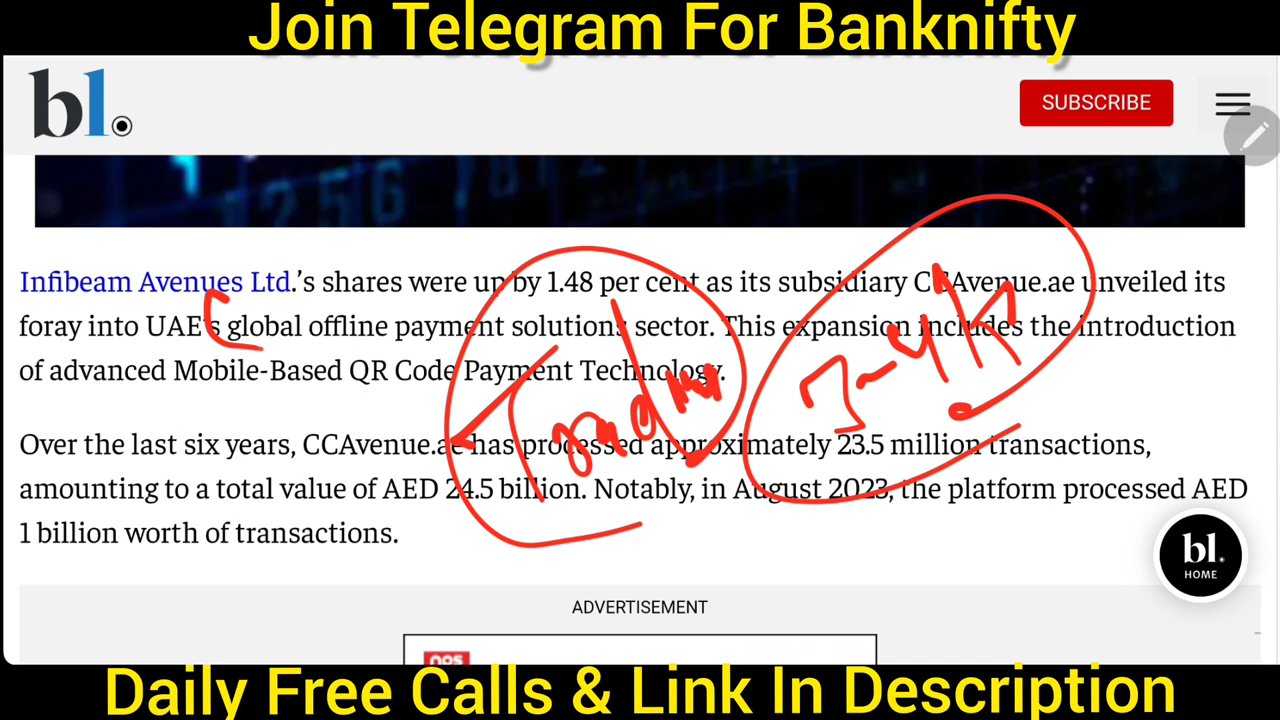 Join Telegram For Banknifty
bl.
SUBSCRIBE
Infibeam Avenues Ltd.'s shares were up by 1.48 per cent as its subsidiary CCAvenue.ae unveiled its
foray into UAE's global offline payment solutions sector. This expansion includes the introduction
of advanced Mobile-Based QR Code Payment Technology.
Over the last six years, CCAvenue.ae has processed approximately 23.5 million transactions,
amounting to a total value of AED 24.5 billion. Notably, in August 2023, the platform processed AED
1 billion worth of transactions.
bl.
HOME
ADVERTISEMENT
Daily Free Calls & Link In Description